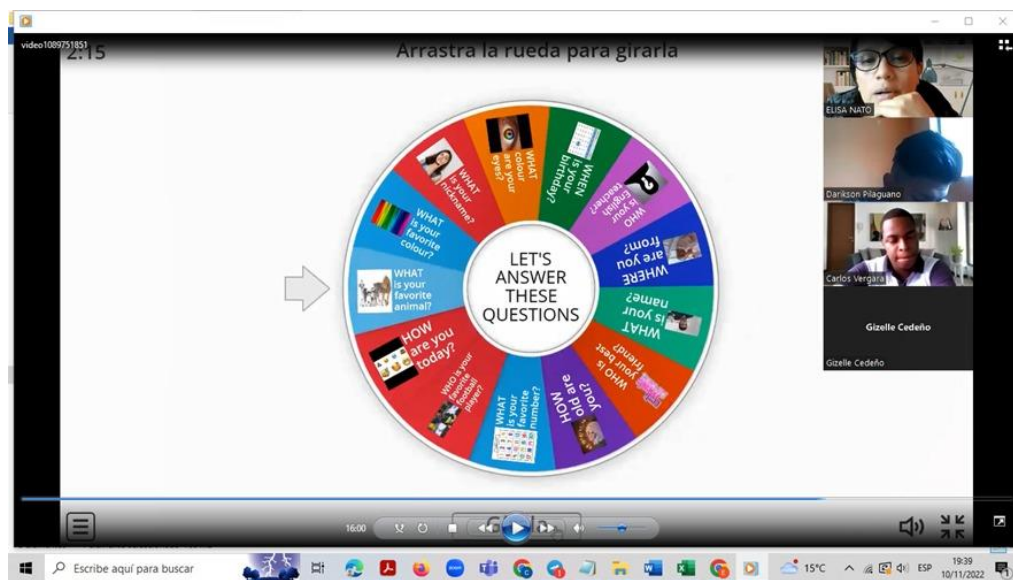 video1089751851
2:15
Arrastra la rueda para girarla
ELISA NATO
Darikson Pilaguano
Carlos Vergara
Gizelle Cedeño
Gizelle Cedeño
LET'S
ANSWER
THESE
QUESTIONS
WHAT
is your
favorite
animal?
WHAT
is your
favorite
colour?
WHAT
is your
nickname?
WHAT
colour
are your
eyes?
WHEN
is your
birthday?
WHO
is your
English
teacher?
WHERE
are you
from?
WHAT
is your
name?
WHO is
your best
friend?
HOW
old are
you?
WHAT
is your
favorite
number?
WHO is your
favorite
football
player?
HOW
are you
today?
16:00
Escribe aquí para buscar
15°C
ESP
19:39
10/11/2022